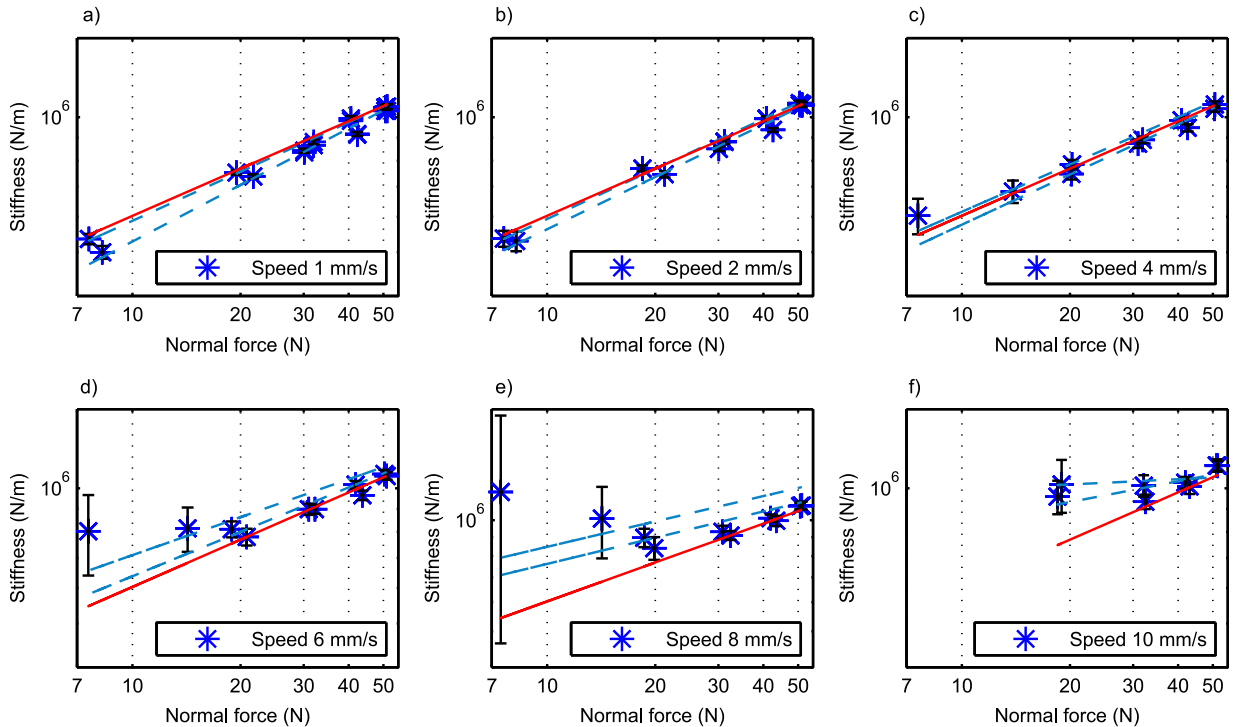 a)
Stiffness (N/m)
10^6
Speed 1 mm/s
7 10 20 30 40 50
Normal force (N)
b)
Stiffness (N/m)
10^6
Speed 2 mm/s
7 10 20 30 40 50
Normal force (N)
c)
Stiffness (N/m)
10^6
Speed 4 mm/s
7 10 20 30 40 50
Normal force (N)
d)
Stiffness (N/m)
10^6
Speed 6 mm/s
7 10 20 30 40 50
Normal force (N)
e)
Stiffness (N/m)
10^6
Speed 8 mm/s
7 10 20 30 40 50
Normal force (N)
f)
Stiffness (N/m)
10^6
Speed 10 mm/s
7 10 20 30 40 50
Normal force (N)